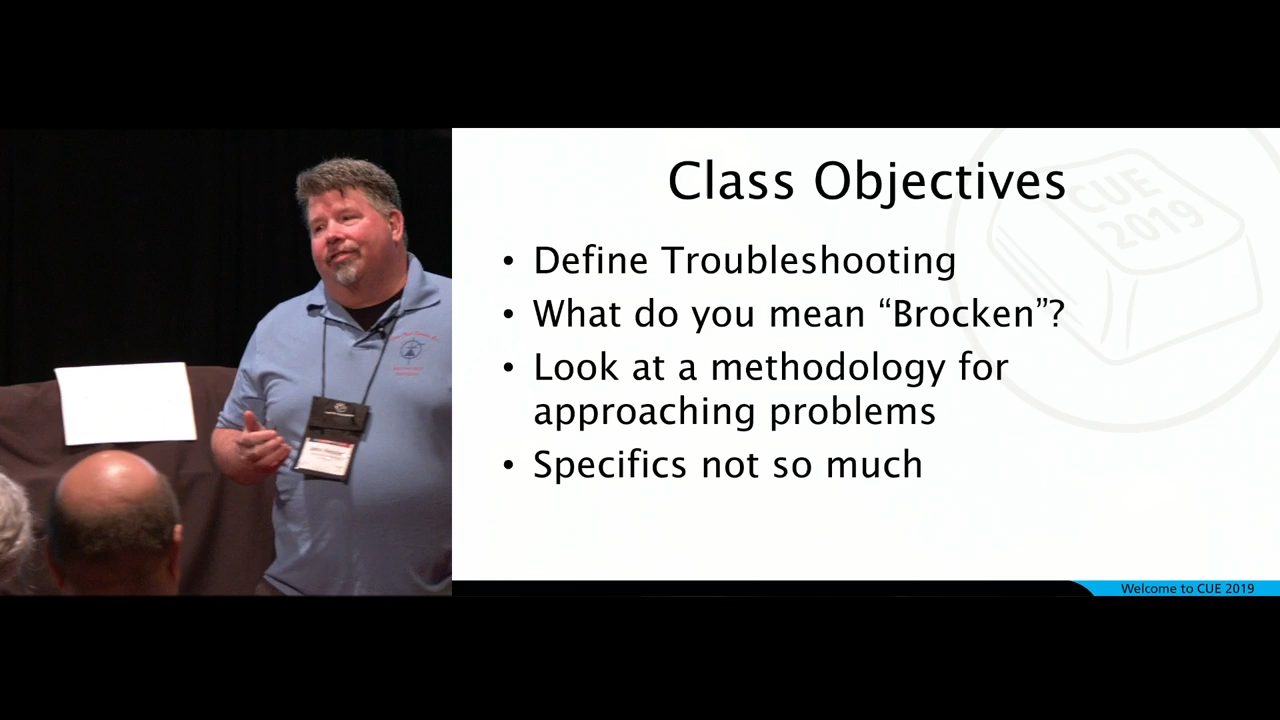 Class Objectives
CUE
2019
• Define Troubleshooting
• What do you mean “Brocken”?
• Look at a methodology for
approaching problems
• Specifics not so much
Welcome to CUE 2019